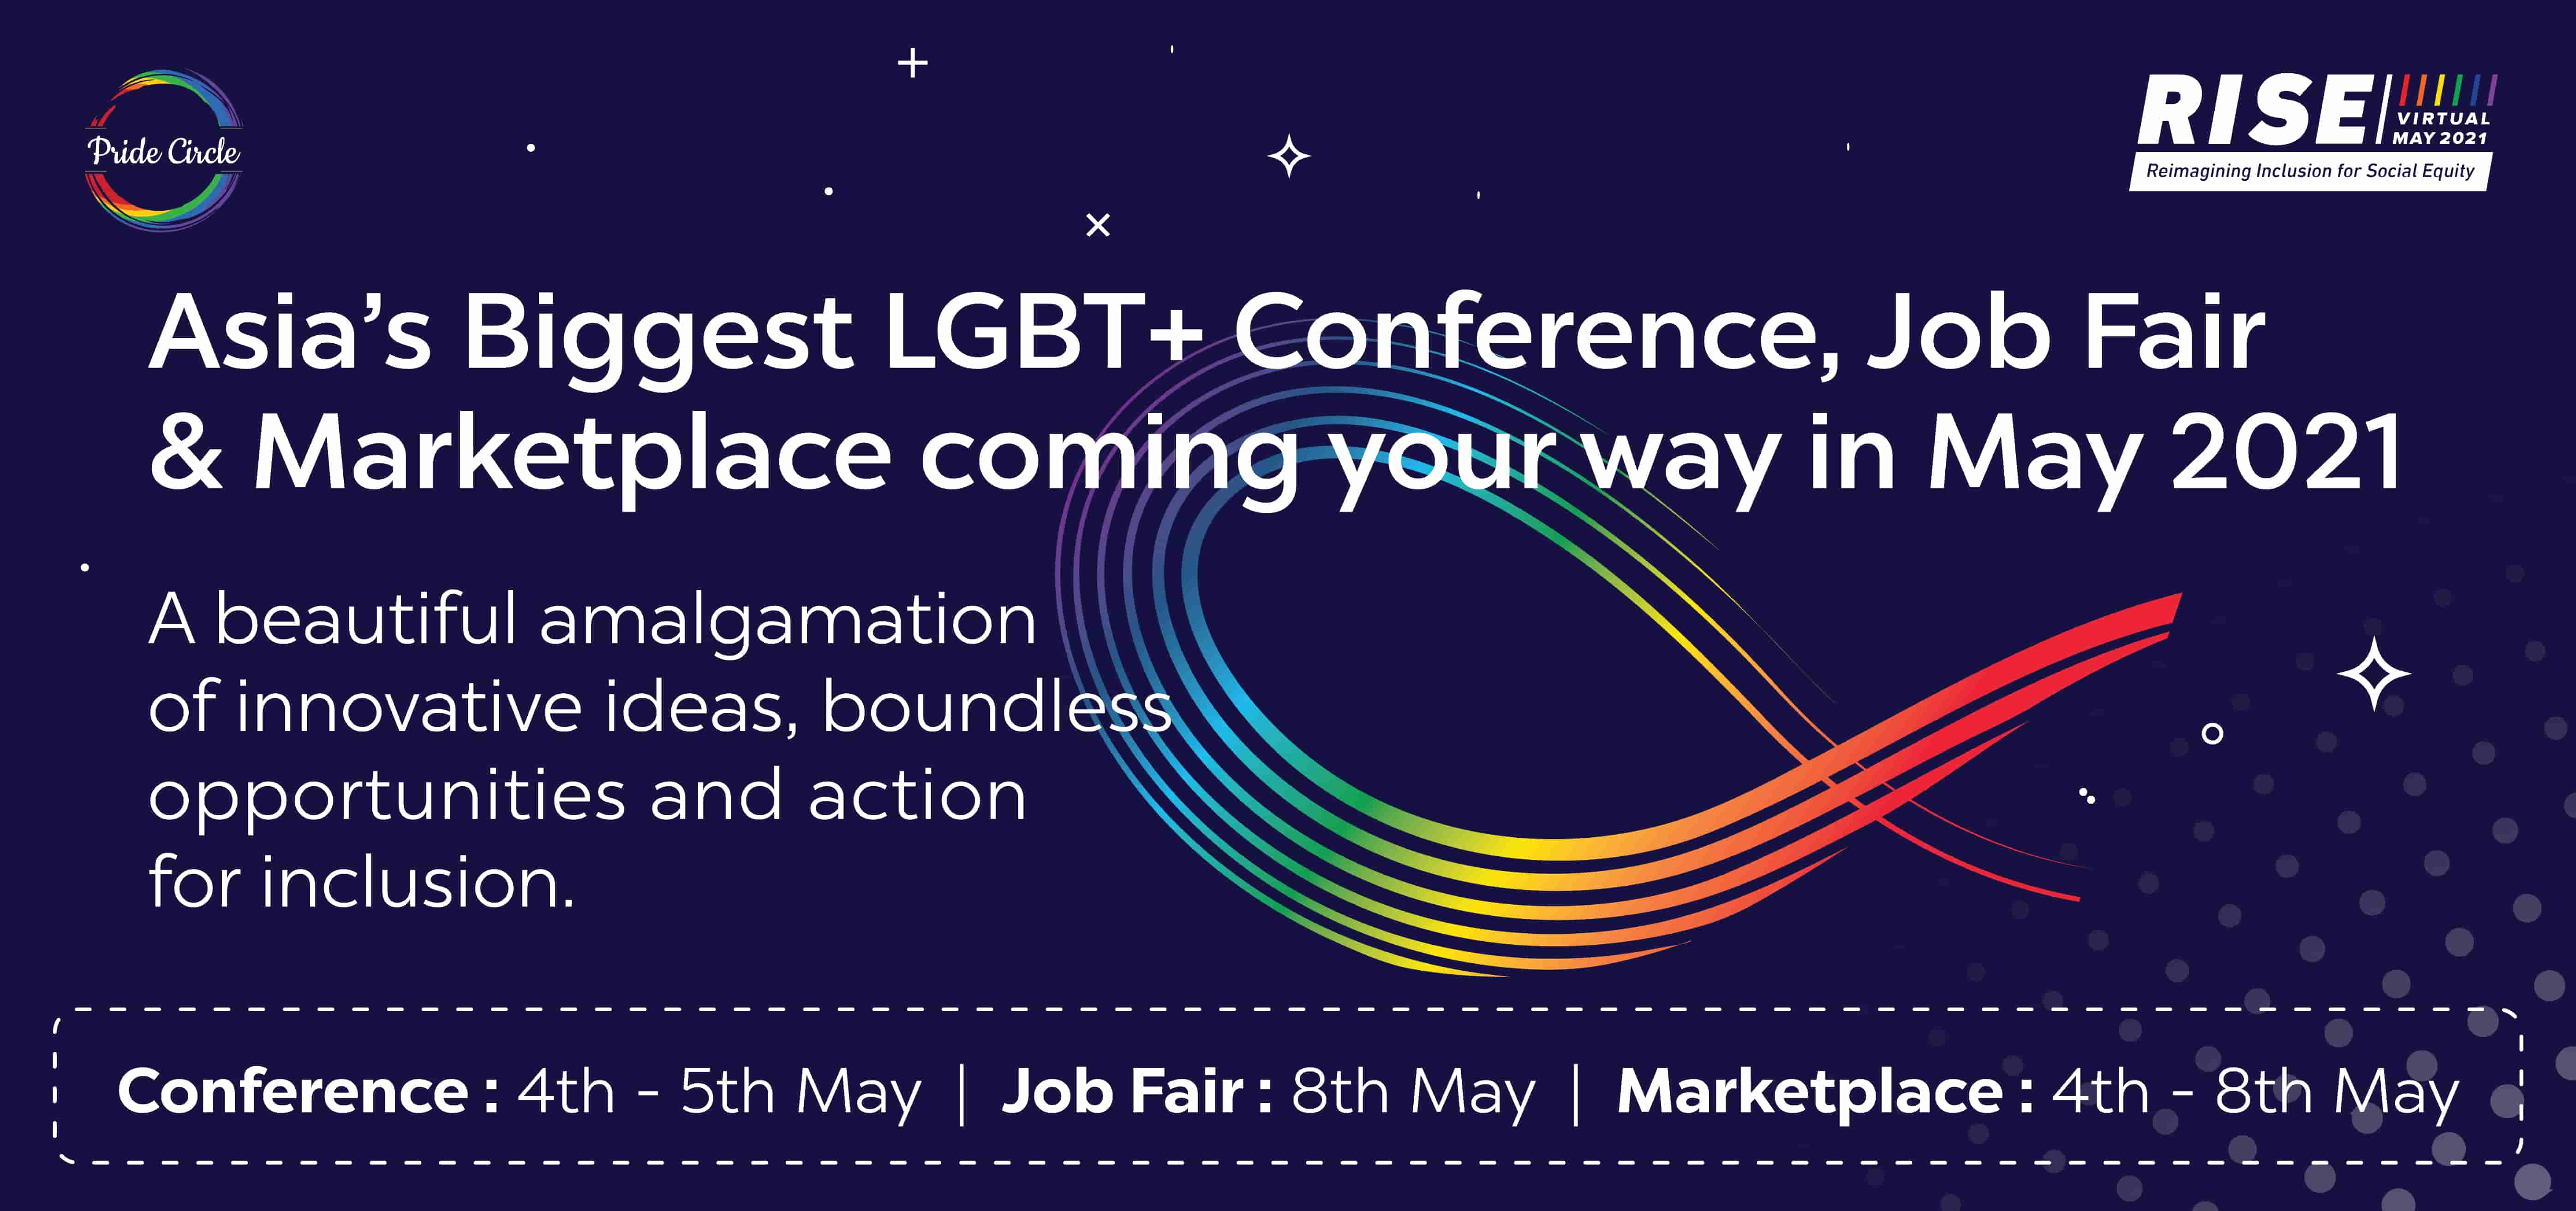 Pride Circle
RISE
VIRTUAL
MAY 2021
Reimagining Inclusion for Social Equity
Asia’s Biggest LGBT+ Conference, Job Fair
& Marketplace coming your way in May 2021
A beautiful amalgamation
of innovative ideas, boundless
opportunities and action
for inclusion.
Conference : 4th - 5th May | Job Fair : 8th May | Marketplace : 4th - 8th May